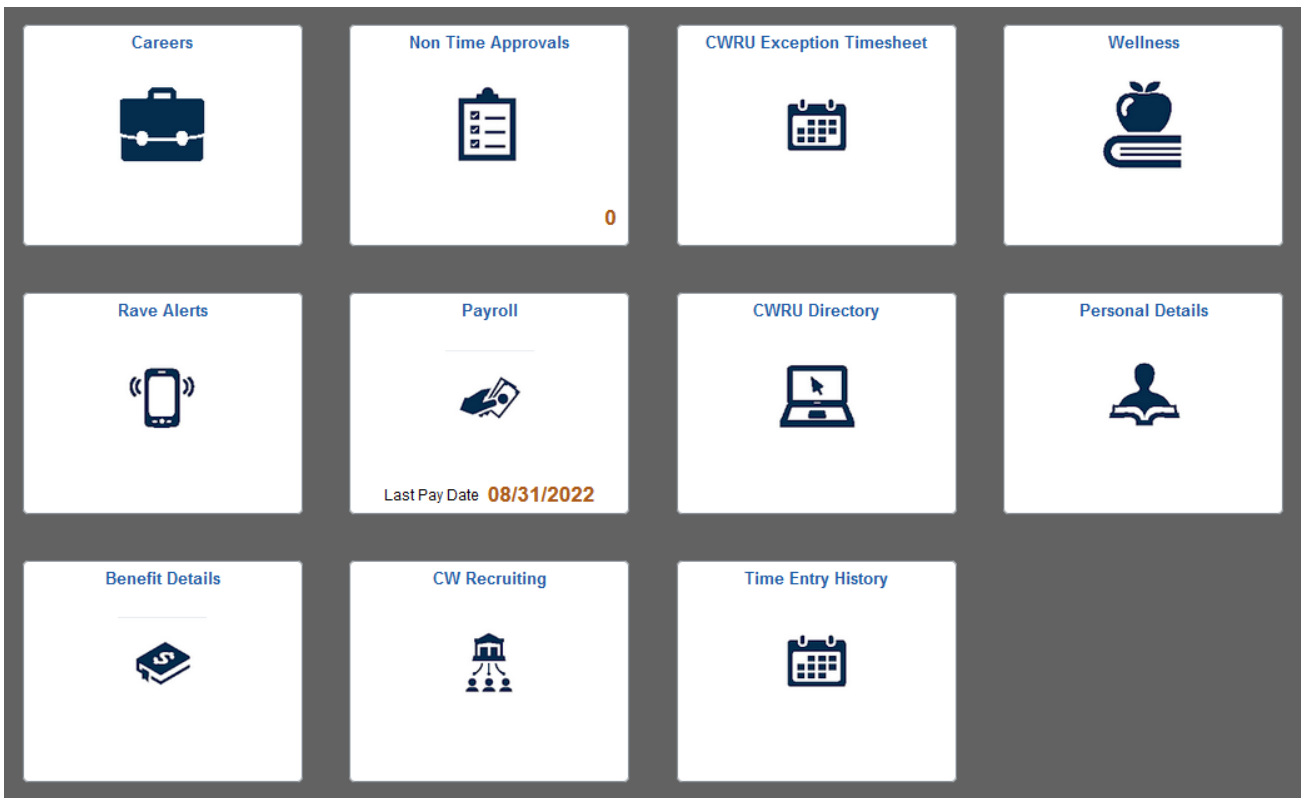 Careers
Non Time Approvals
CWRU Exception Timesheet
Wellness
0
Rave Alerts
Payroll
CWRU Directory
Personal Details
Last Pay Date 08/31/2022
Benefit Details
CW Recruiting
Time Entry History